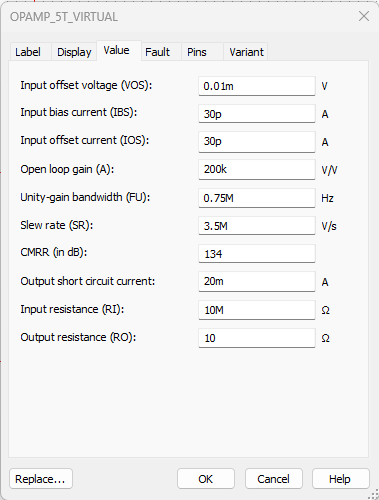 OPAMP_5T_VIRTUAL
Label Display Value Fault Pins Variant
Input offset voltage (VOS): 0.01m V
Input bias current (IBS): 30p A
Input offset current (IOS): 30p A
Open loop gain (A): 200k V/V
Unity-gain bandwidth (FU): 0.75M Hz
Slew rate (SR): 3.5M V/s
CMRR (in dB): 134
Output short circuit current: 20m A
Input resistance (RI): 10M Ω
Output resistance (RO): 10 Ω
Replace... OK Cancel Help